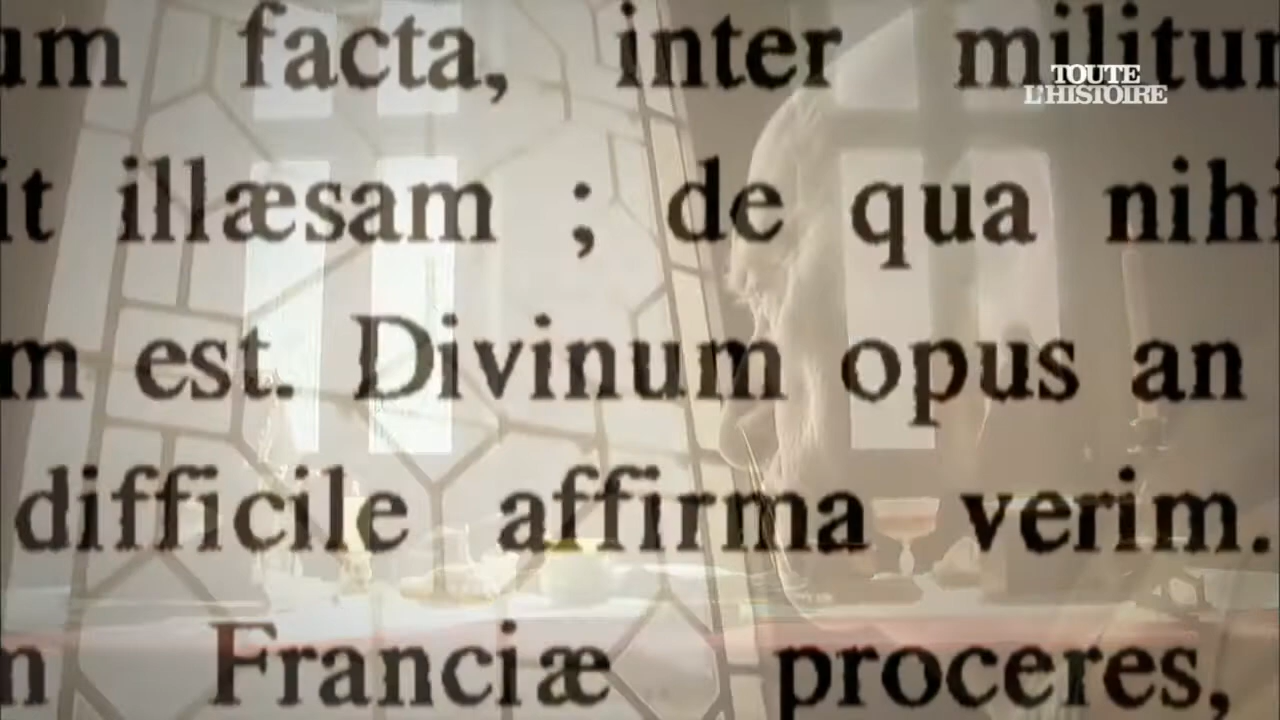 um facta, inter militum
TOUTE
L'HISTOIRE
it illæsam ; de qua nihi
m est. Divinum opus an
difficile affirma verim.
m Franciæ proceres,